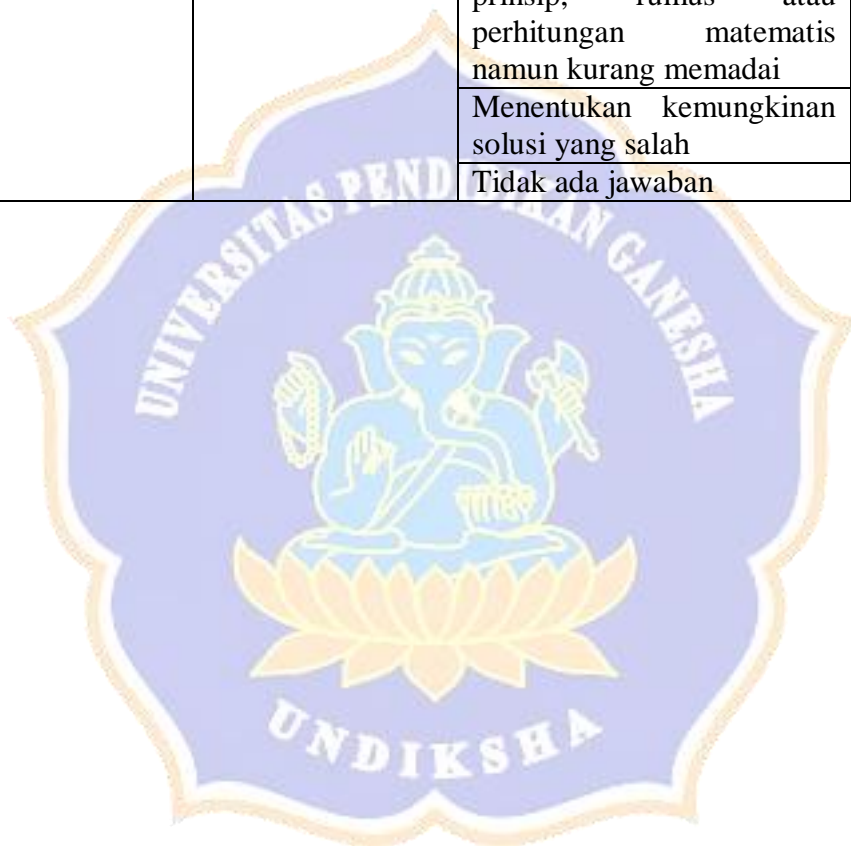 prinsip, rumus atau
perhitungan matematis
namun kurang memadai
Menentukan kemungkinan
solusi yang salah
Tidak ada jawaban
UNIVERSITAS PENDIDIKAN GANESHA
UNDIKSHA